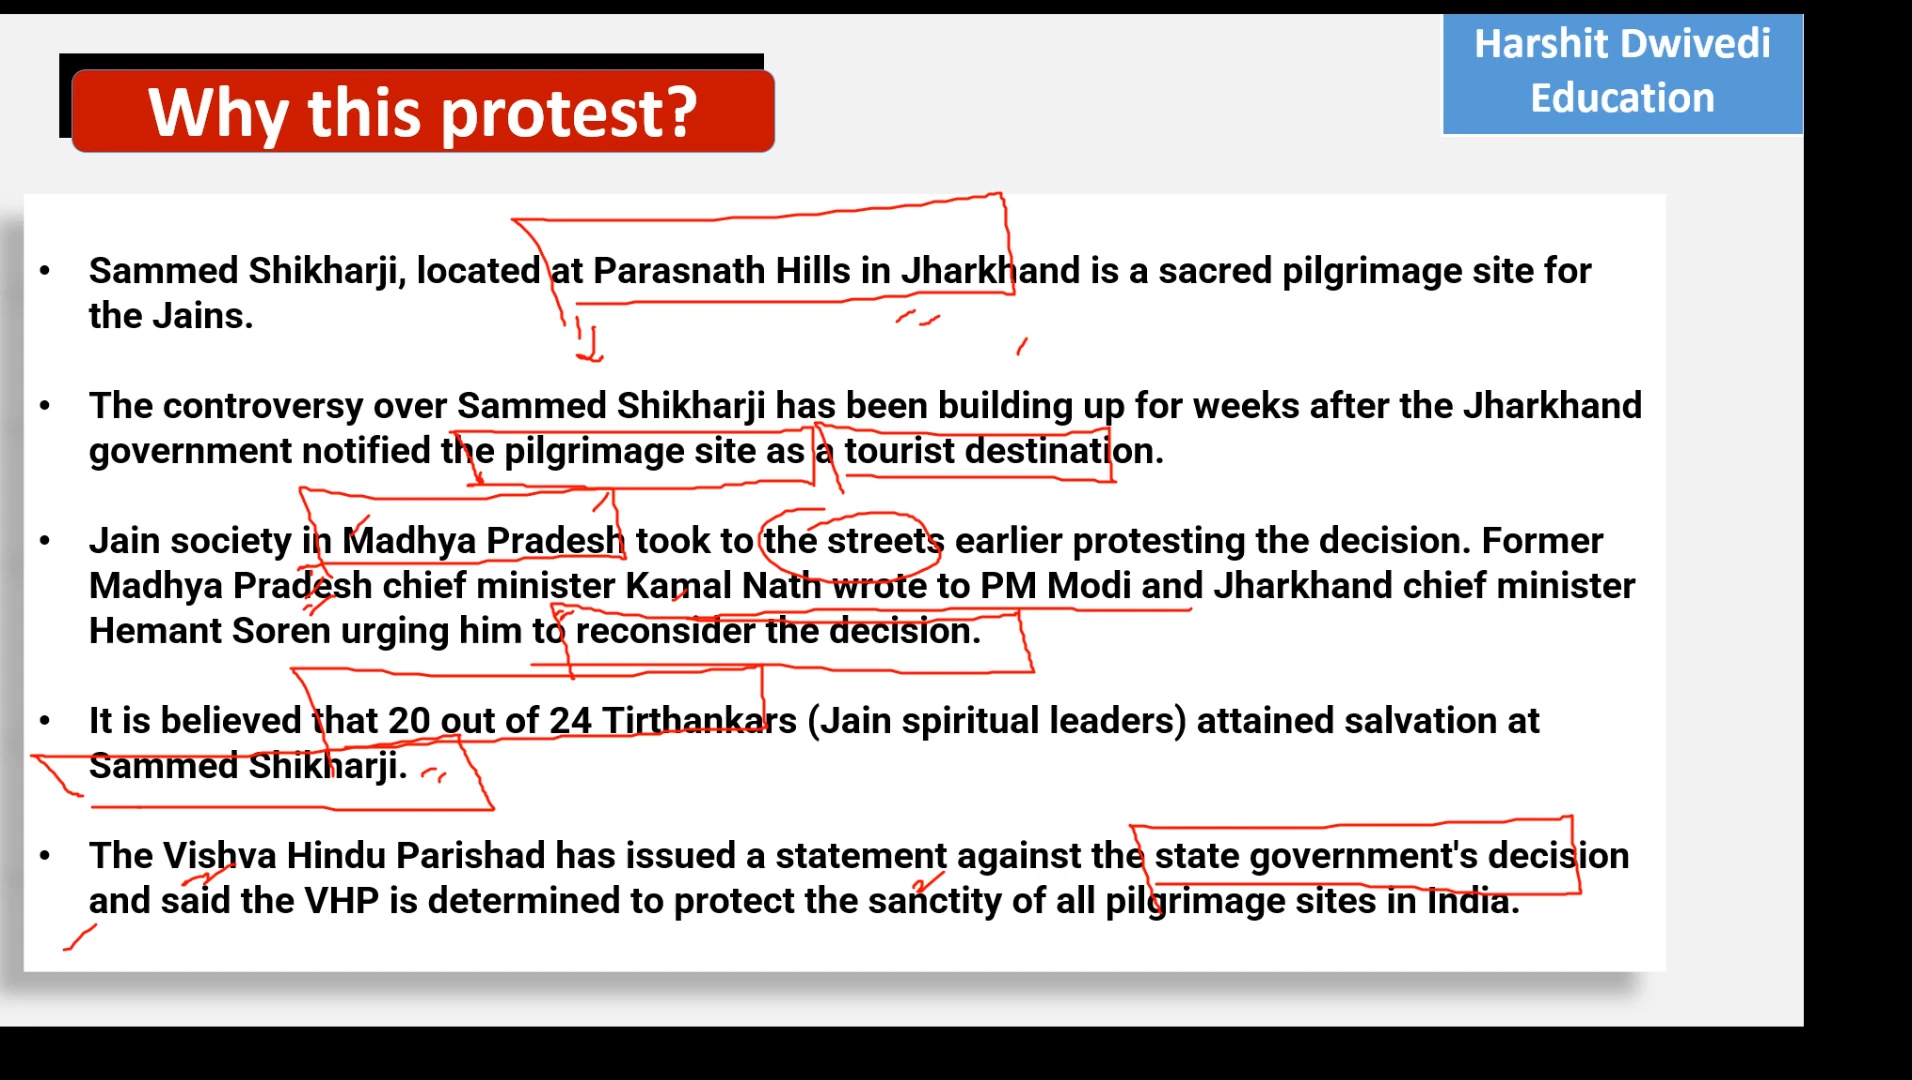 Harshit Dwivedi
Education
Why this protest?
• Sammed Shikharji, located at Parasnath Hills in Jharkhand is a sacred pilgrimage site for
the Jains.
• The controversy over Sammed Shikharji has been building up for weeks after the Jharkhand
government notified the pilgrimage site as a tourist destination.
• Jain society in Madhya Pradesh took to the streets earlier protesting the decision. Former
Madhya Pradesh chief minister Kamal Nath wrote to PM Modi and Jharkhand chief minister
Hemant Soren urging him to reconsider the decision.
• It is believed that 20 out of 24 Tirthankars (Jain spiritual leaders) attained salvation at
Sammed Shikharji.
• The Vishva Hindu Parishad has issued a statement against the state government's decision
and said the VHP is determined to protect the sanctity of all pilgrimage sites in India.